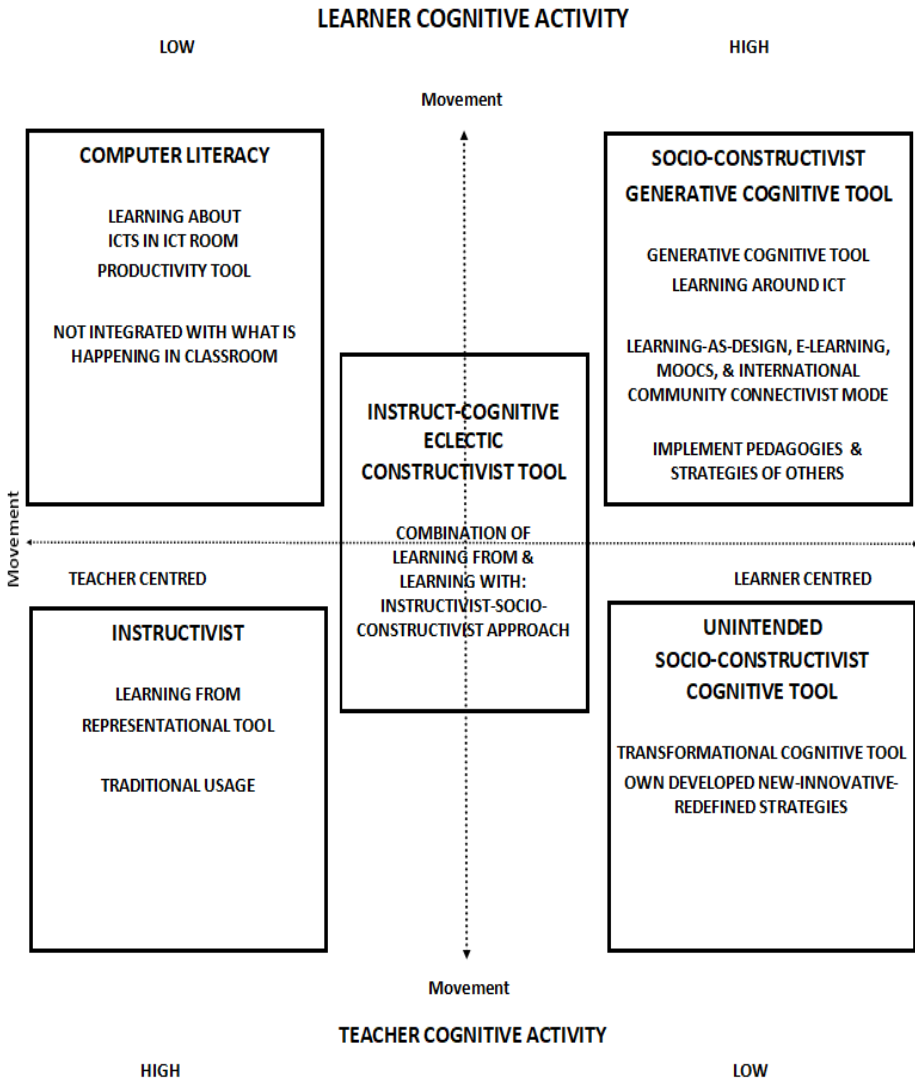 LEARNER COGNITIVE ACTIVITY
LOW
HIGH
Movement
COMPUTER LITERACY
LEARNING ABOUT
ICTS IN ICT ROOM
PRODUCTIVITY TOOL
NOT INTEGRATED WITH WHAT IS
HAPPENING IN CLASSROOM
SOCIO-CONSTRUCTIVIST
GENERATIVE COGNITIVE TOOL
GENERATIVE COGNITIVE TOOL
LEARNING AROUND ICT
LEARNING-AS-DESIGN, E-LEARNING,
MOOCS, & INTERNATIONAL
COMMUNITY CONNECTIVIST MODE
IMPLEMENT PEDAGOGIES &
STRATEGIES OF OTHERS
INSTRUCT-COGNITIVE
ECLECTIC
CONSTRUCTIVIST TOOL
COMBINATION OF
LEARNING FROM &
LEARNING WITH:
INSTRUCTIVIST-SOCIO-
CONSTRUCTIVIST APPROACH
Movement
TEACHER CENTRED
LEARNER CENTRED
INSTRUCTIVIST
LEARNING FROM
REPRESENTATIONAL TOOL
TRADITIONAL USAGE
UNINTENDED
SOCIO-CONSTRUCTIVIST
COGNITIVE TOOL
TRANSFORMATIONAL COGNITIVE TOOL
OWN DEVELOPED NEW-INNOVATIVE-
REDEFINED STRATEGIES
Movement
TEACHER COGNITIVE ACTIVITY
HIGH
LOW